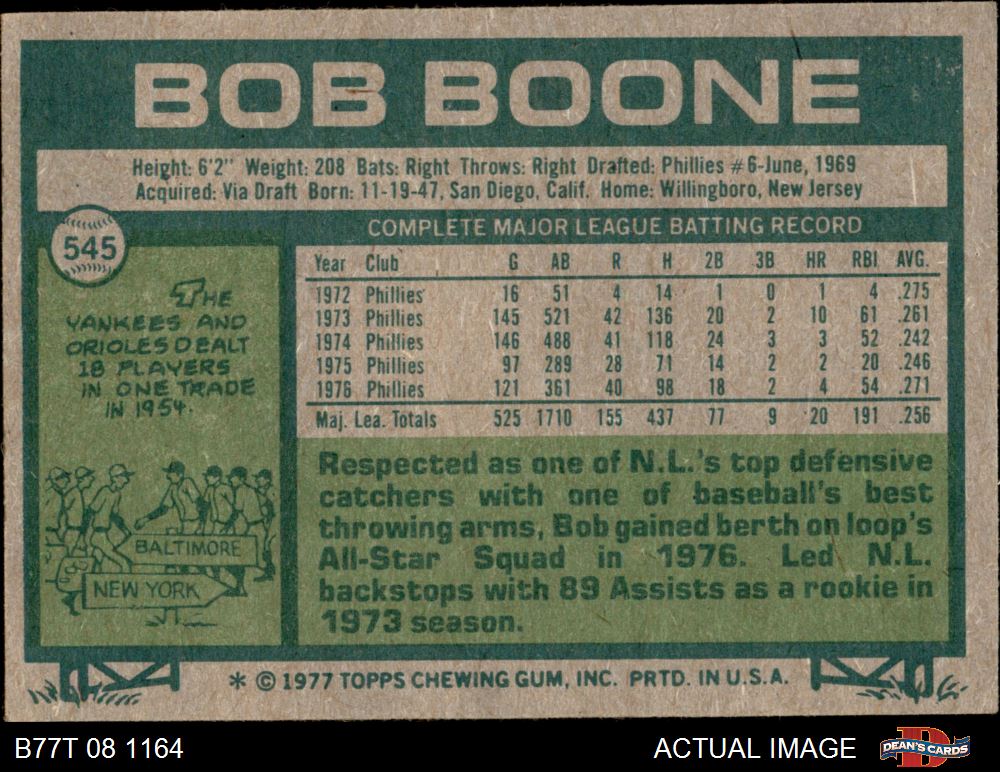 BOB BOONE
Height: 6'2" Weight: 208 Bats: Right Throws: Right Drafted: Phillies #6-June, 1969
Acquired: Via Draft Born: 11-19-47, San Diego, Calif. Home: Willingboro, New Jersey
545
THE
YANKEES AND
ORIOLES DEALT
18 PLAYERS
IN ONE TRADE
IN 1954.
BALTIMORE
NEW YORK
COMPLETE MAJOR LEAGUE BATTING RECORD
Year Club G AB R H 2B 3B HR RBI AVG.
1972 Phillies 16 51 4 14 1 0 1 4 .275
1973 Phillies 145 521 42 136 20 2 10 61 .261
1974 Phillies 146 488 41 118 24 3 3 52 .242
1975 Phillies 97 289 28 71 14 2 2 20 .246
1976 Phillies 121 361 40 98 18 2 4 54 .271
Maj. Lea. Totals 525 1710 155 437 77 9 20 191 .256
Respected as one of N.L.'s top defensive
catchers with one of baseball's best
throwing arms, Bob gained berth on loop's
All-Star Squad in 1976. Led N.L.
backstops with 89 Assists as a rookie in
1973 season.
* © 1977 TOPPS CHEWING GUM, INC. PRTD. IN U.S.A.
B77T 08 1164
ACTUAL IMAGE
D
DEAN'S CARDS